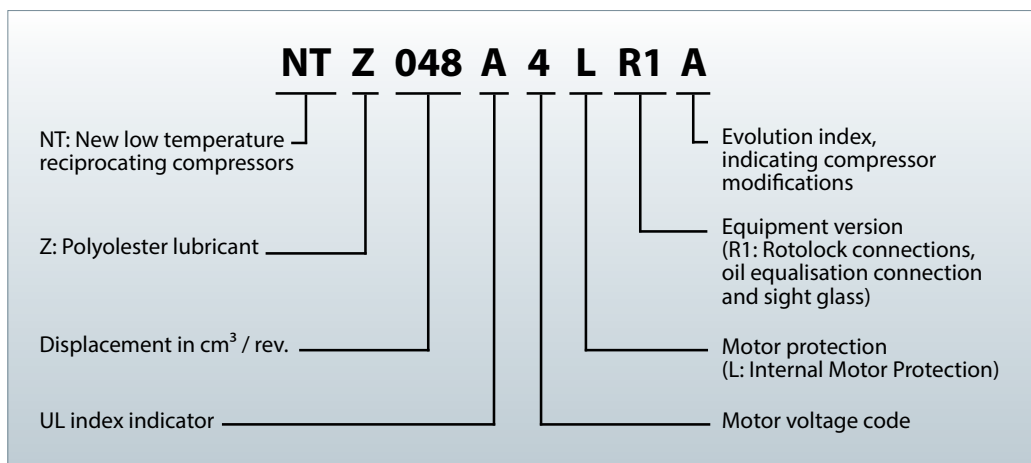 NT Z 048 A 4 L R1 A
NT: New low temperature
reciprocating compressors
Z: Polyolester lubricant
Displacement in cm³ / rev.
UL index indicator
Evolution index,
indicating compressor
modifications
Equipment version
(R1: Rotolock connections,
oil equalisation connection
and sight glass)
Motor protection
(L: Internal Motor Protection)
Motor voltage code